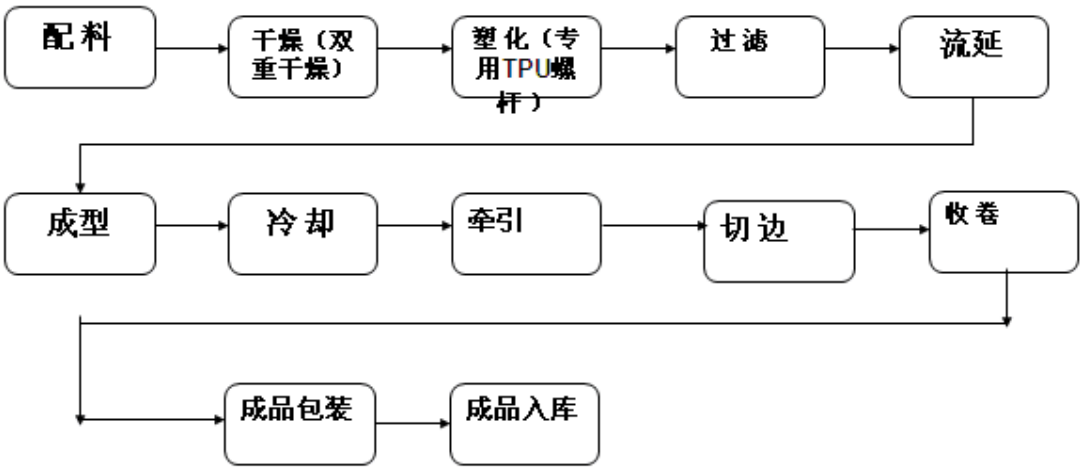 配料
干燥（双
重干燥）
塑化（专
用TPU螺
杆）
过滤
流延
成型
冷却
牵引
切边
收卷
成品包装
成品入库